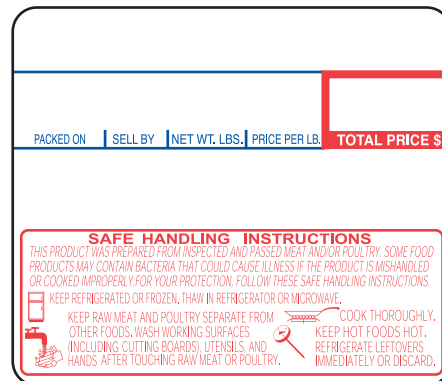 PACKED ON SELL BY NET WT. LBS. PRICE PER LB. TOTAL PRICE $
SAFE HANDLING INSTRUCTIONS
THIS PRODUCT WAS PREPARED FROM INSPECTED AND PASSED MEAT AND/OR POULTRY. SOME FOOD
PRODUCTS MAY CONTAIN BACTERIA THAT COULD CAUSE ILLNESS IF THE PRODUCT IS MISHANDLED
OR COOKED IMPROPERLY. FOR YOUR PROTECTION, FOLLOW THESE SAFE HANDLING INSTRUCTIONS.
KEEP REFRIGERATED OR FROZEN. THAW IN REFRIGERATOR OR MICROWAVE.
KEEP RAW MEAT AND POULTRY SEPARATE FROM
OTHER FOODS. WASH WORKING SURFACES
(INCLUDING CUTTING BOARDS), UTENSILS, AND
HANDS AFTER TOUCHING RAW MEAT OR POULTRY.
COOK THOROUGHLY.
KEEP HOT FOODS HOT.
REFRIGERATE LEFTOVERS
IMMEDIATELY OR DISCARD.